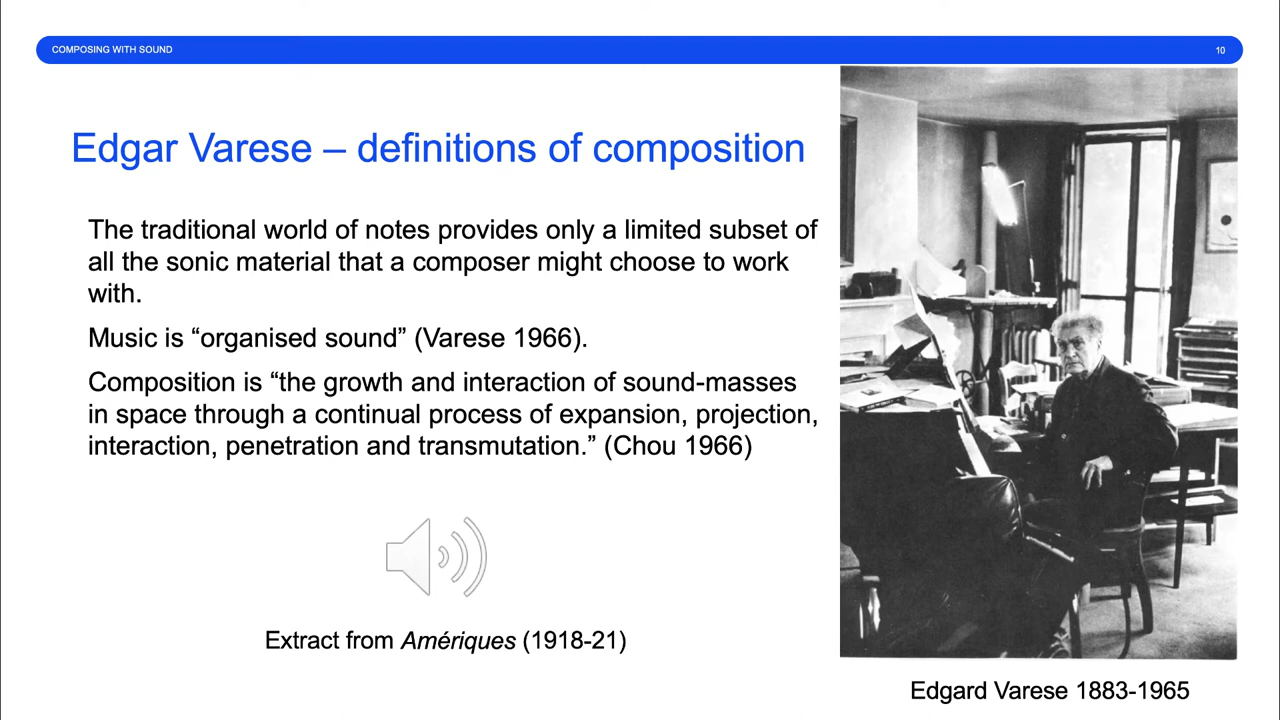 COMPOSING WITH SOUND
10
Edgar Varese – definitions of composition
The traditional world of notes provides only a limited subset of
all the sonic material that a composer might choose to work
with.
Music is “organised sound” (Varese 1966).
Composition is “the growth and interaction of sound-masses
in space through a continual process of expansion, projection,
interaction, penetration and transmutation.” (Chou 1966)
Extract from Amériques (1918-21)
Edgard Varese 1883-1965